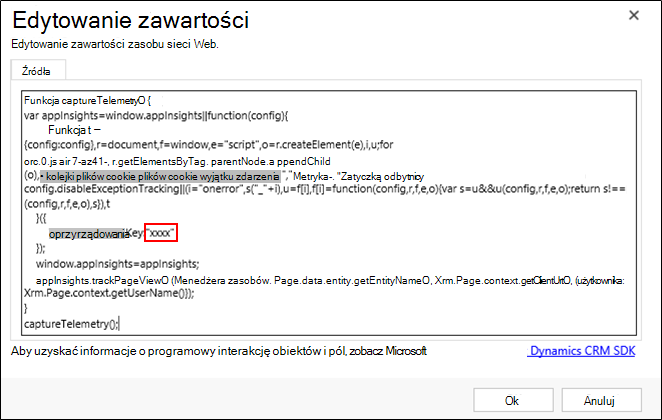 Edytowanie zawartości
Edytowanie zawartości zasobu sieci Web.
Źródła
Funkcja captureTelemetryO {
var appInsights=window.appInsights||function(config){
Funkcja t –
{config:config},r=document,f=window,e="script",o=r.createElement(e),i,u;for
orc.0.js air 7-az41-, r.getElementsByTag. parentNode.a ppendChild
(o),- kolejki plików cookie plików cookie wyjątku zdarzenia ","Metryka-. "Zatyczką odbytnicy
config.disableExceptionTracking||(i="onerror",s("_"+i),u=f[i],f[i]=function(config,r,f,e,o){var s=u&&u(config,r,f,e,o);return s!==
(config,r,f,e,o),s}),t
}({
oprzyrządowaniaKey:"xxxx"
});
window.appInsights=appInsights;
appInsights.trackPageViewO (Menedżera zasobów. Page.data.entity.getEntityNameO, Xrm.Page.context.getClientUrlO, (użytkownika:
Xrm.Page.context.getUserName()});
}
captureTelemetry();
Aby uzyskać informacje o programowy interakcję obiektów i pól, zobacz Microsoft Dynamics CRM SDK
Ok Anuluj